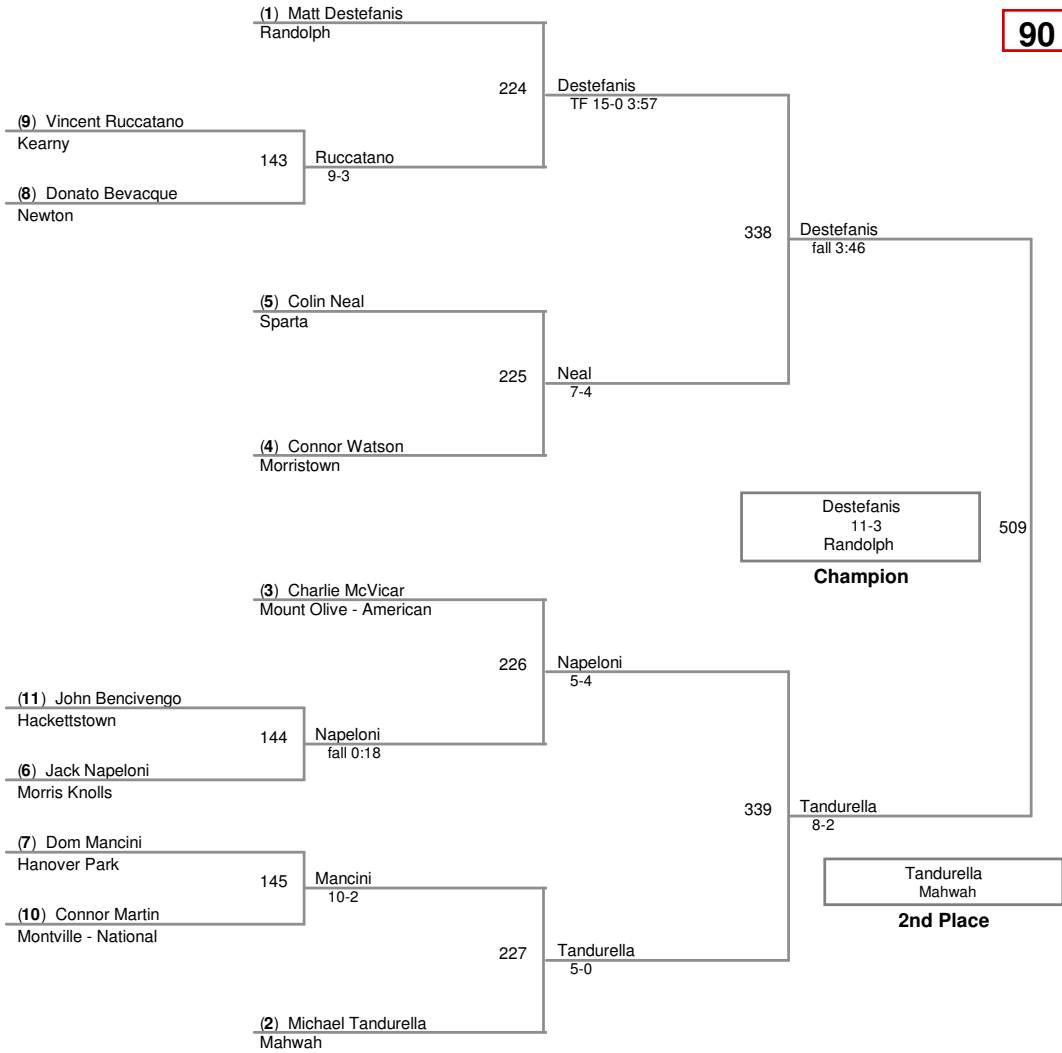 (1) Matt Destefanis
Randolph
90
224
Destefanis
TF 15-0 3:57
(9) Vincent Ruccatano
Kearny
143
Ruccatano
9-3
(8) Donato Bevacque
Newton
338
Destefanis
fall 3:46
(5) Colin Neal
Sparta
225
Neal
7-4
(4) Connor Watson
Morristown
Destefanis
11-3
Randolph
509
Champion
(3) Charlie McVicar
Mount Olive - American
226
Napeloni
5-4
(11) John Bencivengo
Hackettstown
144
Napeloni
fall 0:18
(6) Jack Napeloni
Morris Knolls
339
Tandurella
8-2
(7) Dom Mancini
Hanover Park
145
Mancini
10-2
(10) Connor Martin
Montville - National
Tandurella
Mahwah
2nd Place
227
Tandurella
5-0
(2) Michael Tandurella
Mahwah